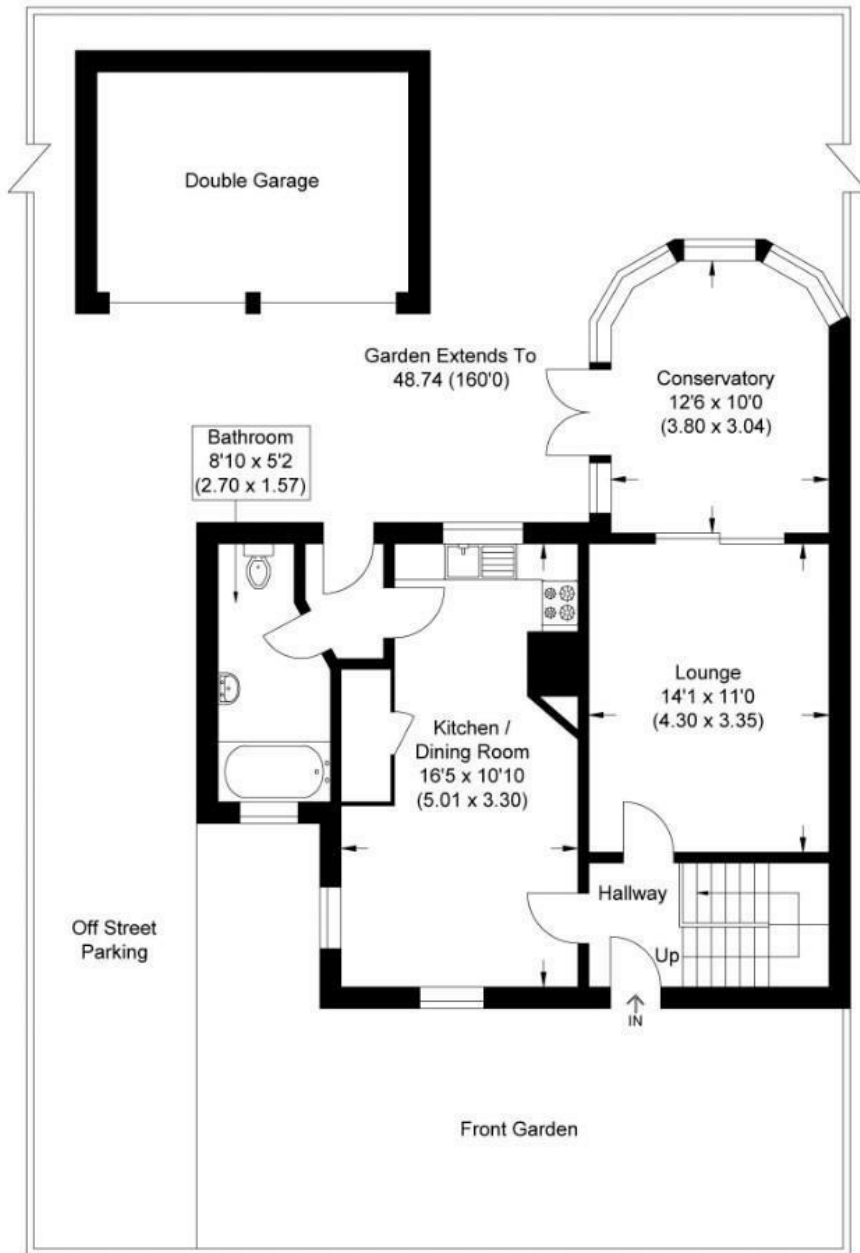 Double Garage
Garden Extends To
48.74 (160'0)
Conservatory
12'6 x 10'0
(3.80 x 3.04)
Bathroom
8'10 x 5'2
(2.70 x 1.57)
Lounge
14'1 x 11'0
(4.30 x 3.35)
Kitchen /
Dining Room
16'5 x 10'10
(5.01 x 3.30)
Hallway
Up
Off Street
Parking
IN
Front Garden